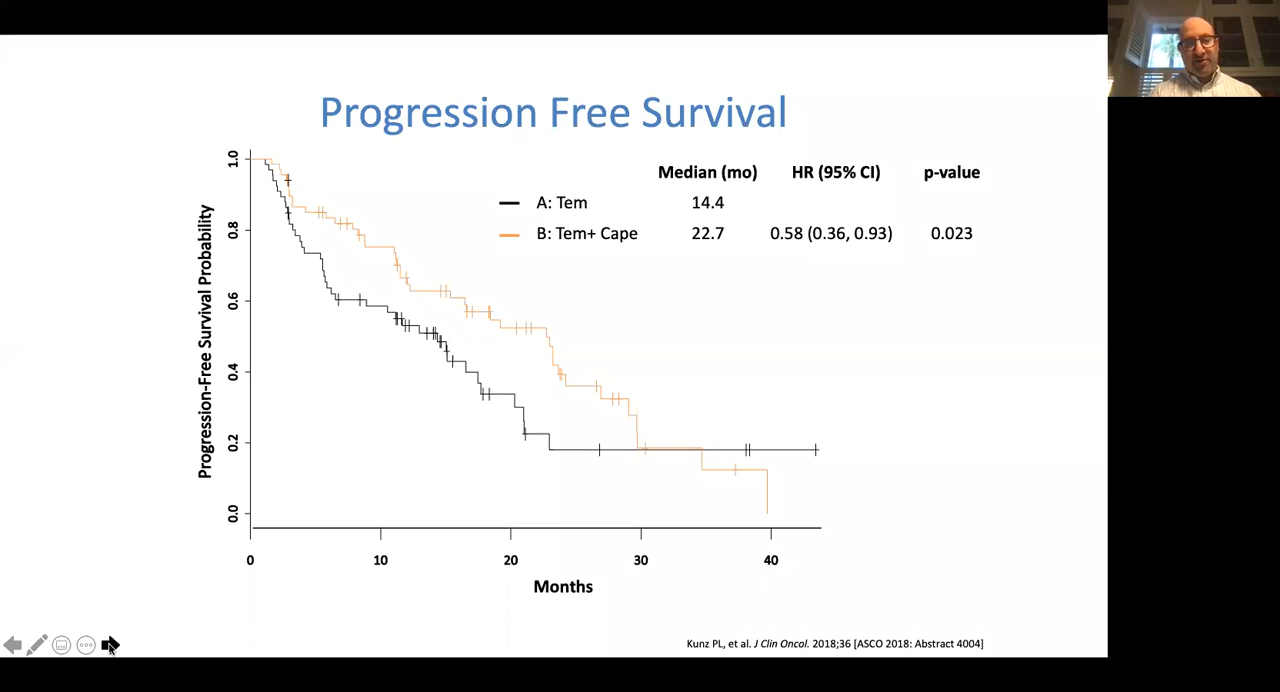 Progression Free Survival
Median (mo) HR (95% CI) p-value
A: Tem 14.4
B: Tem+ Cape 22.7 0.58 (0.36, 0.93) 0.023
Progression-Free Survival Probability
1.0
0.8
0.6
0.4
0.2
0.0
0 10 20 30 40
Months
Kunz PL, et al. J Clin Oncol. 2018;36 [ASCO 2018: Abstract 4004]